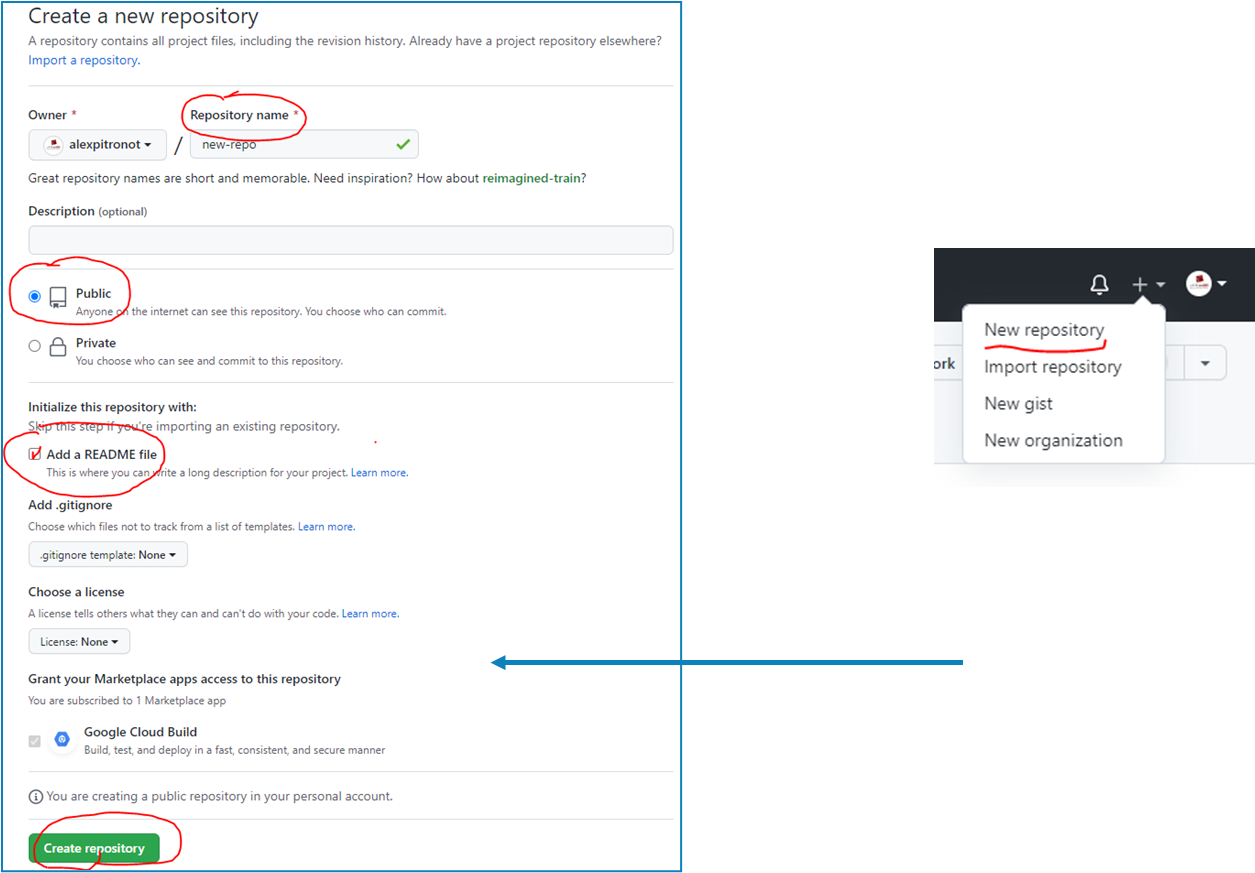 Create a new repository
A repository contains all project files, including the revision history. Already have a project repository elsewhere?
Import a repository.
Owner *
Repository name *
alexpitronot
/
new-repo
Great repository names are short and memorable. Need inspiration? How about reimagined-train?
Description (optional)
Public
Anyone on the internet can see this repository. You choose who can commit.
Private
You choose who can see and commit to this repository.
Initialize this repository with:
Skip this step if you're importing an existing repository.
Add a README file
This is where you can write a long description for your project. Learn more.
Add .gitignore
Choose which files not to track from a list of templates. Learn more.
.gitignore template: None
Choose a license
A license tells others what they can and can't do with your code. Learn more.
License: None
Grant your Marketplace apps access to this repository
You are subscribed to 1 Marketplace app
Google Cloud Build
Build, test, and deploy in a fast, consistent, and secure manner
You are creating a public repository in your personal account.
Create repository
New repository
ork
Import repository
New gist
New organization